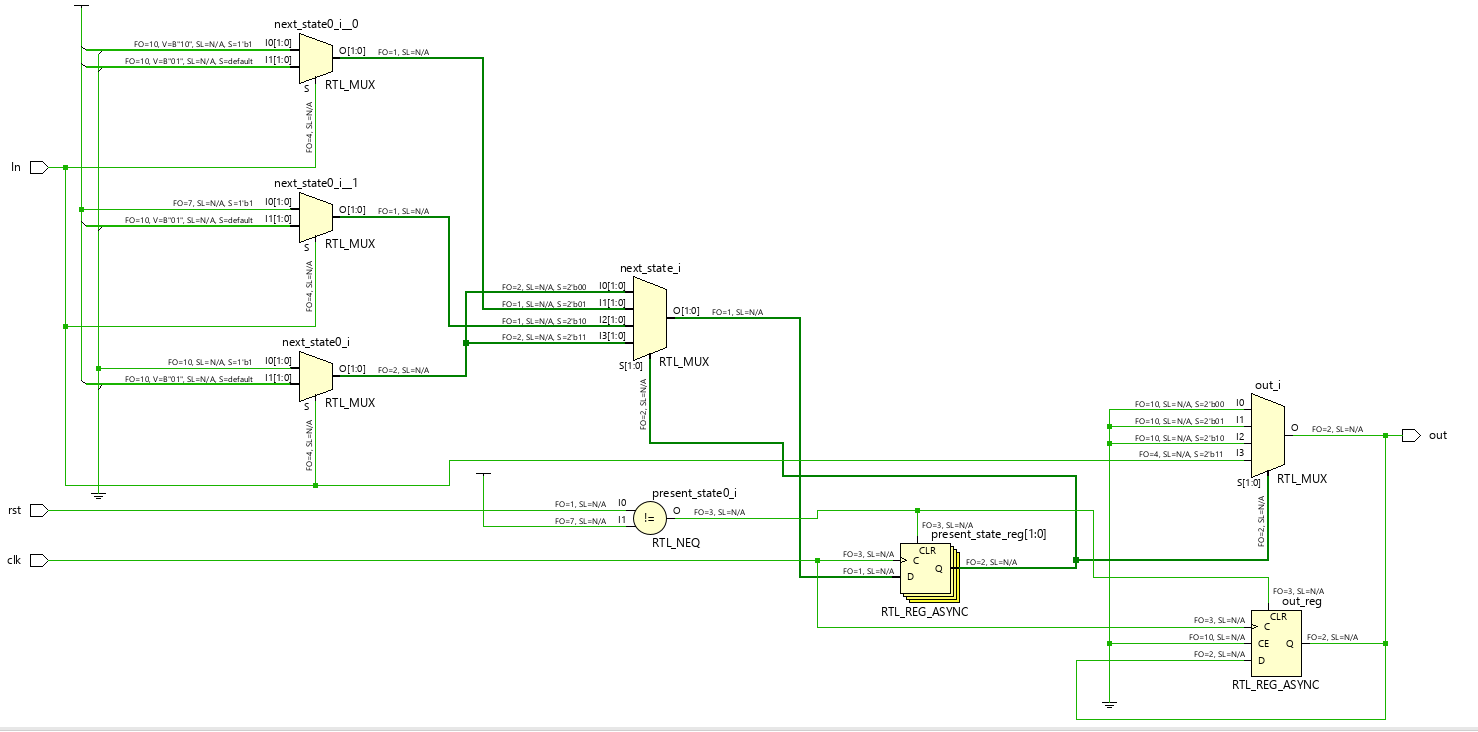 next_state0_i__0
FO=10, V=B"10", SL=N/A, S=1'b1
I0[1:0]
O[1:0]
FO=1, SL=N/A
FO=10, V=B"01", SL=N/A, S=default
I1[1:0]
S
RTL_MUX
FO=4, SL=N/A
In
next_state0_i__1
FO=7, SL=N/A, S=1'b1
I0[1:0]
O[1:0]
FO=1, SL=N/A
FO=10, V=B"01", SL=N/A, S=default
I1[1:0]
S
RTL_MUX
FO=4, SL=N/A
next_state_i
FO=2, SL=N/A, S=2'b00
I0[1:0]
FO=1, SL=N/A, S=2'b01
I1[1:0]
O[1:0]
FO=1, SL=N/A
FO=1, SL=N/A, S=2'b10
I2[1:0]
FO=2, SL=N/A, S=2'b11
I3[1:0]
S[1:0]
RTL_MUX
FO=2, SL=N/A
next_state0_i
FO=10, SL=N/A, S=1'b1
I0[1:0]
O[1:0]
FO=2, SL=N/A
FO=10, V=B"01", SL=N/A, S=default
I1[1:0]
S
RTL_MUX
FO=4, SL=N/A
out_i
FO=10, SL=N/A, S=2'b00
I0
FO=10, SL=N/A, S=2'b01
I1
O
FO=2, SL=N/A
out
FO=10, SL=N/A, S=2'b10
I2
FO=4, SL=N/A, S=2'b11
I3
S[1:0]
RTL_MUX
FO=2, SL=N/A
rst
present_state0_i
FO=1, SL=N/A
I0
O
FO=3, SL=N/A
FO=7, SL=N/A
I1
!=
RTL_NEQ
clk
FO=3, SL=N/A
present_state_reg[1:0]
CLR
FO=3, SL=N/A
C
Q
FO=2, SL=N/A
FO=1, SL=N/A
D
RTL_REG_ASYNC
FO=3, SL=N/A
out_reg
CLR
FO=3, SL=N/A
C
FO=10, SL=N/A
CE
Q
FO=2, SL=N/A
FO=2, SL=N/A
D
RTL_REG_ASYNC